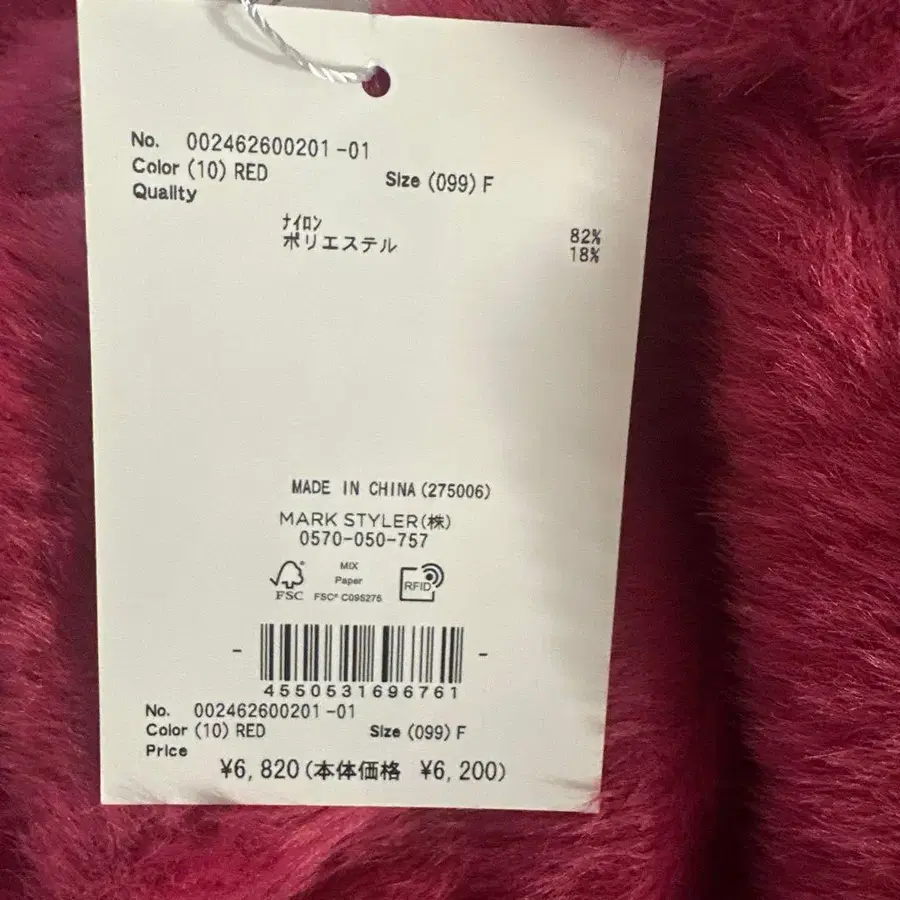 No. 002462600201-01
Color (10) RED Size (099) F
Quality
ﾅｲﾛﾝ 82%
ポリエステル 18%
MADE IN CHINA(275006)
MARK STYLER(株)
0570-050-757
FSC
MIX
Paper
FSC® C095275
RFID
4550531696761
No. 002462600201-01
Color (10) RED Size (099) F
Price
¥6,820(本体価格 ¥6,200)